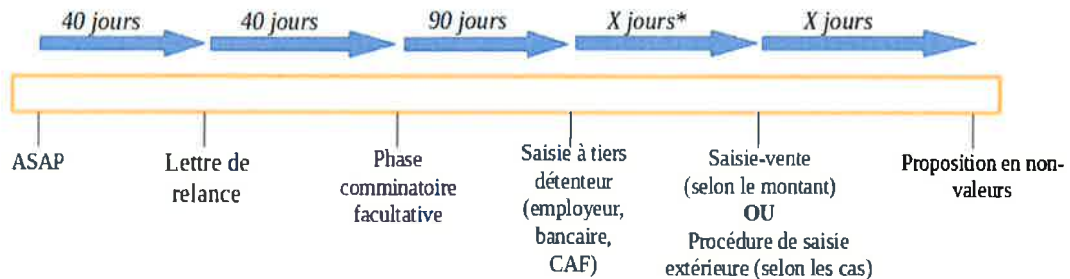 40 jours
40 jours
90 jours
X jours*
X jours
ASAP
Lettre de
relance
Phase
comminatoire
facultative
Saisie à tiers
détenteur
(employeur,
bancaire,
CAF)
Saisie-vente
(selon le montant)
OU
Procédure de saisie
extérieure (selon les cas)
Proposition en non-
valeurs